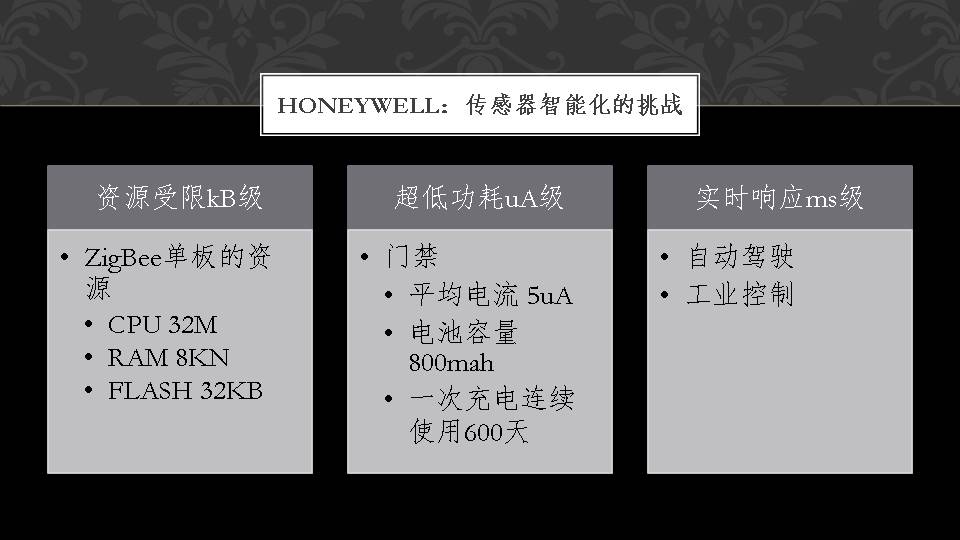 HONEYWELL：传感器智能化的挑战
资源受限kB级
• ZigBee单板的资
源
• CPU 32M
• RAM 8KN
• FLASH 32KB
超低功耗uA级
• 门禁
• 平均电流 5uA
• 电池容量
800mah
• 一次充电连续
使用600天
实时响应ms级
• 自动驾驶
• 工业控制